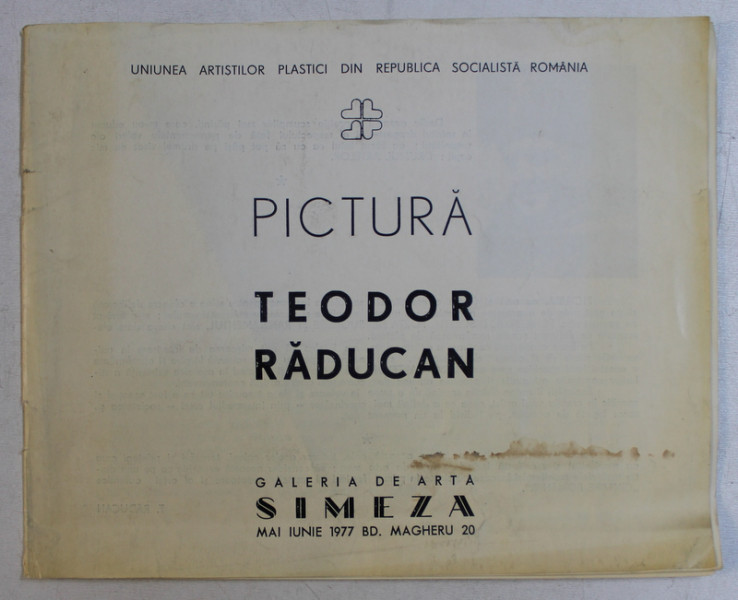 UNIUNEA ARTISTILOR PLASTICI DIN REPUBLICA SOCIALISTĂ ROMÂNIA
PICTURĂ
TEODOR
RĂDUCAN
GALERIA DE ARTA
SIMEZA
MAI IUNIE 1977 BD. MAGHERU 20